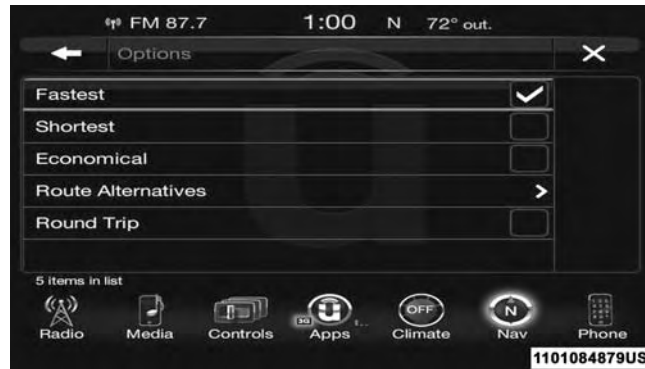 FM 87.7 1:00 N 72° out.
Options
Fastest
Shortest
Economical
Route Alternatives
Round Trip
5 items in list
3G OFF N
Radio Media Controls Apps Climate Nav Phone
1101084879US